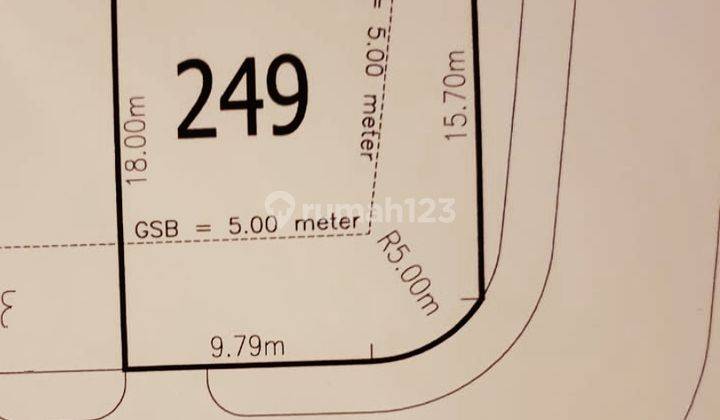 = 5.00 meter
249
15.70m
18.00m
rumah123
GSB = 5.00 meter
R5.00m
9.79m